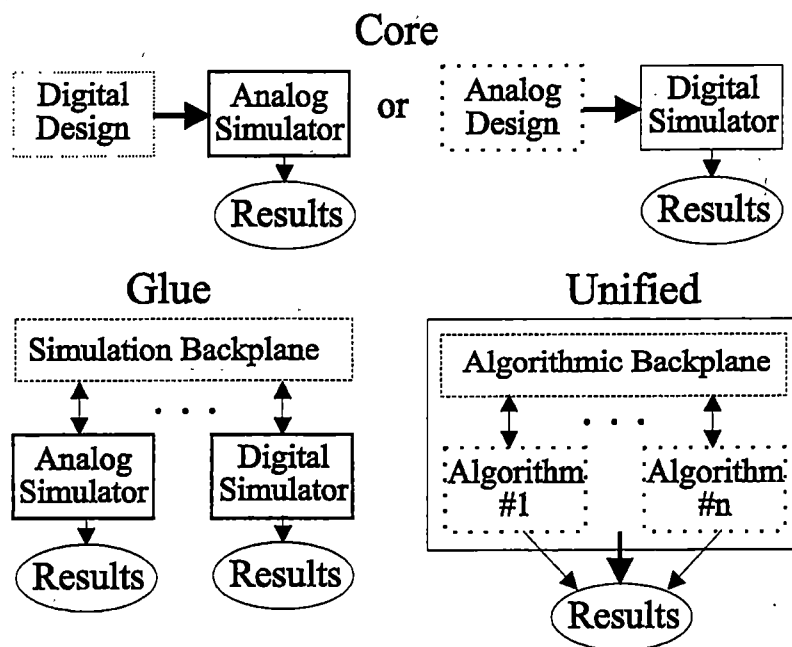 Core
Digital
Design
Analog
Simulator
or
Analog
Design
Digital
Simulator
Results
Results
Glue
Unified
Simulation Backplane
Algorithmic Backplane
. . .
. . .
Analog
Simulator
Digital
Simulator
Algorithm
#1
Algorithm
#n
Results
Results
Results